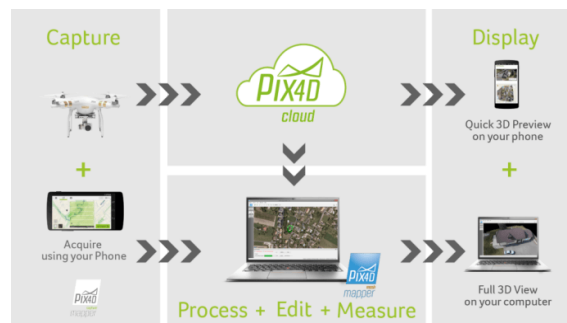 Capture
Display
PIX4D
cloud
Quick 3D Preview
on your phone
+
+
Acquire
using your Phone
PIX4D
mapper
PIX4D
mapper
Process + Edit + Measure
Full 3D View
on your computer